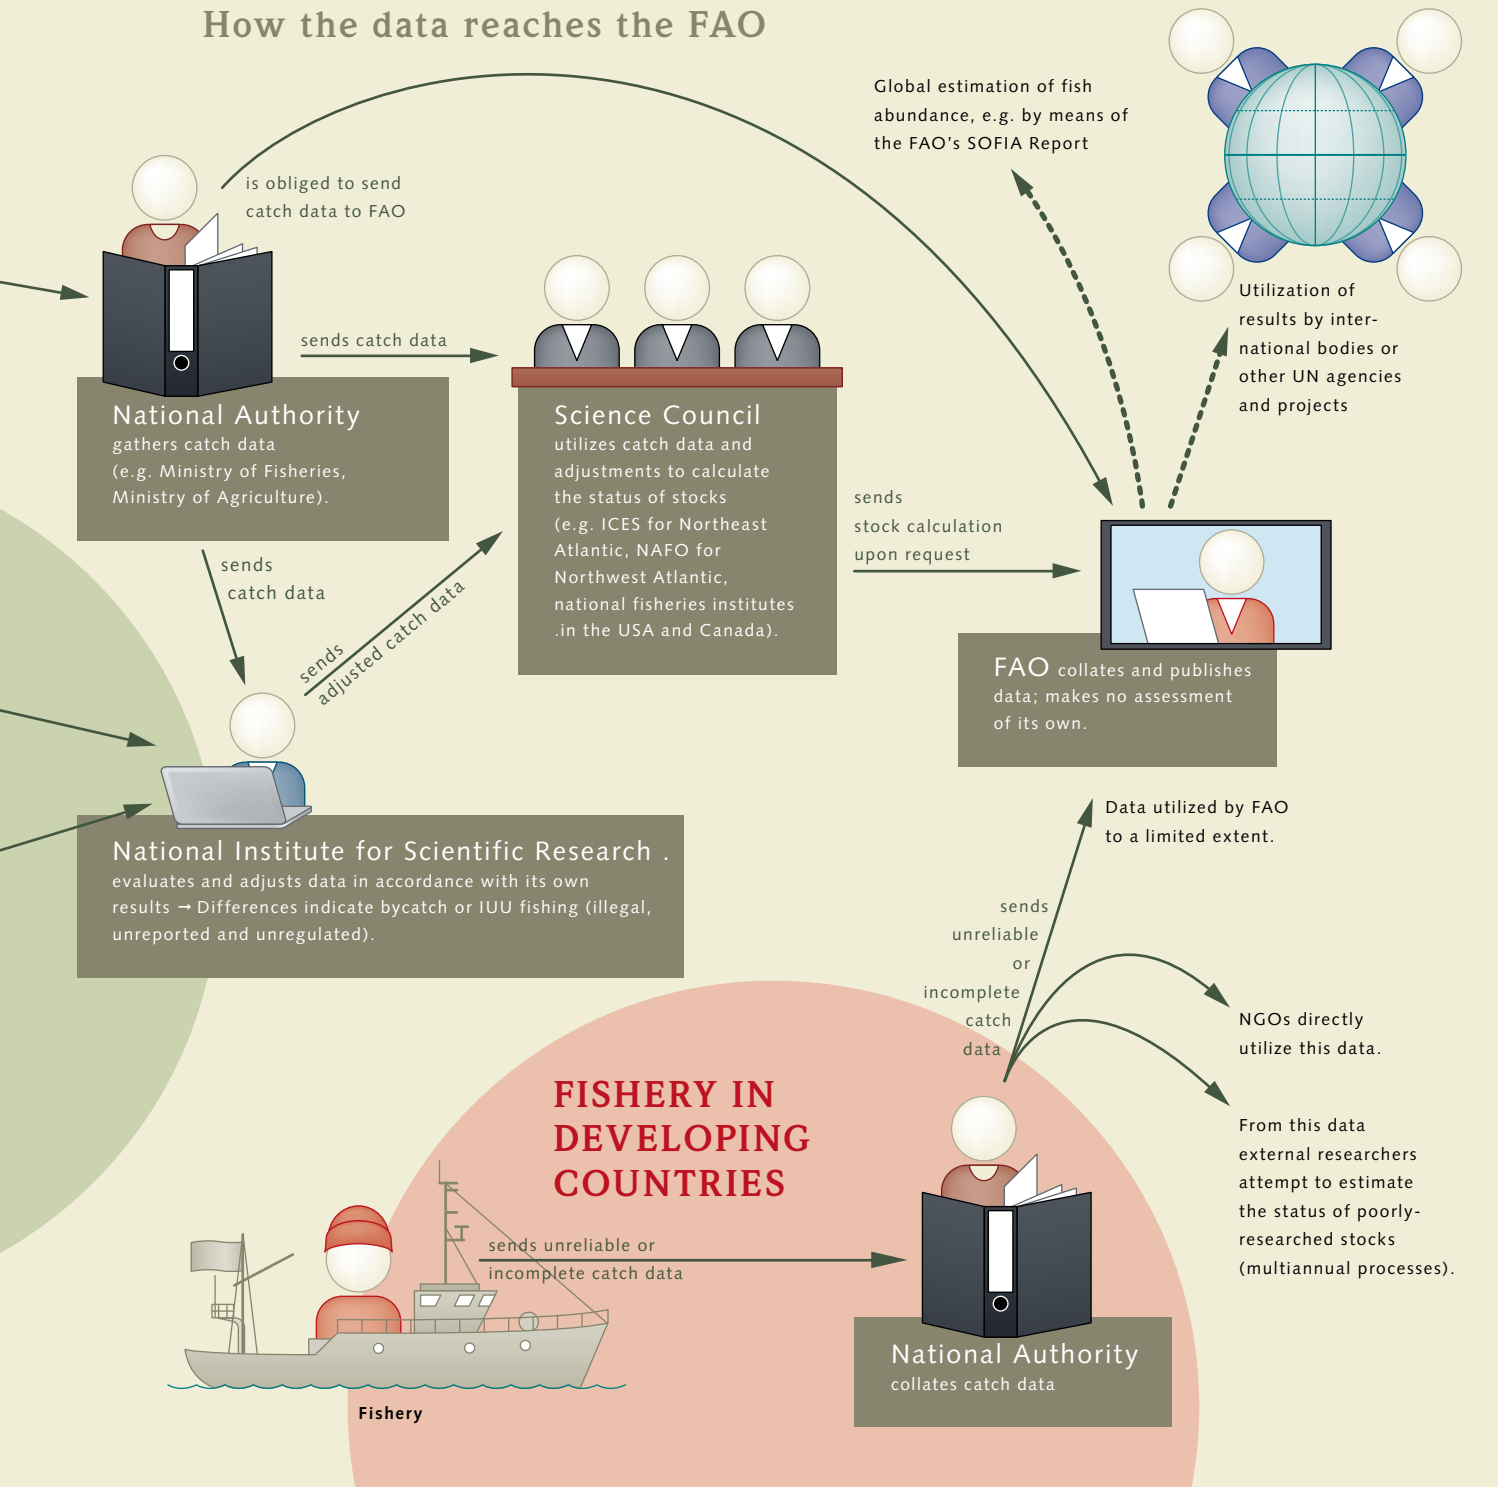 How the data reaches the FAO
Global estimation of fish
abundance, e.g. by means of
the FAO's SOFIA Report
is obliged to send
catch data to FAO
Utilization of
results by inter-
national bodies or
other UN agencies
and projects
sends catch data
National Authority
gathers catch data
(e.g. Ministry of Fisheries,
Ministry of Agriculture).
Science Council
utilizes catch data and
adjustments to calculate
the status of stocks
(e.g. ICES for Northeast
Atlantic, NAFO for
Northwest Atlantic,
national fisheries institutes
.in the USA and Canada).
sends
stock calculation
upon request
sends
catch data
sends
adjusted catch data
FAO collates and publishes
data; makes no assessment
of its own.
National Institute for Scientific Research .
evaluates and adjusts data in accordance with its own
results → Differences indicate bycatch or IUU fishing (illegal,
unreported and unregulated).
Data utilized by FAO
to a limited extent.
sends
unreliable
or
incomplete
catch
data
NGOs directly
utilize this data.
From this data
external researchers
attempt to estimate
the status of poorly-
researched stocks
(multiannual processes).
FISHERY IN
DEVELOPING
COUNTRIES
sends unreliable or
incomplete catch data
National Authority
collates catch data
Fishery